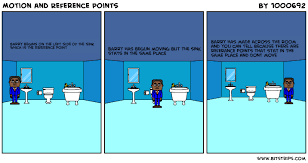 MOTION AND REFERENCE POINTS
BY 1000692
BARRY BEGINS ON THE LEFT SIDE OF THE SINK
WHICH IS THE REFERENCE POINT
BARRY HAS BEGUN MOVING BUT THE SINK
STAYS IN THE SAME PLACE
BARRY HAS MADE ACROSS THE ROOM
AND YOU CAN TELL BECAUSE THERE ARE
REFERENCE POINTS THAT STAY IN THE
SAME PLACE AND DONT MOVE
WWW.BITSTRIPS.COM